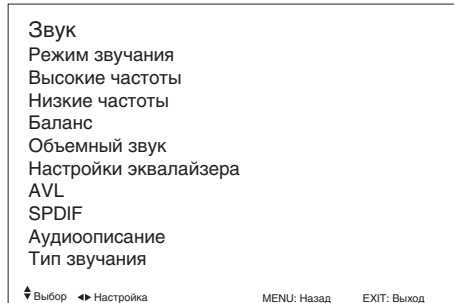 Звук
Режим звучания
Высокие частоты
Низкие частоты
Баланс
Объемный звук
Настройки эквалайзера
AVL
SPDIF
Аудиоописание
Тип звучания
Выбор Настройка MENU: Назад EXIT: Выход